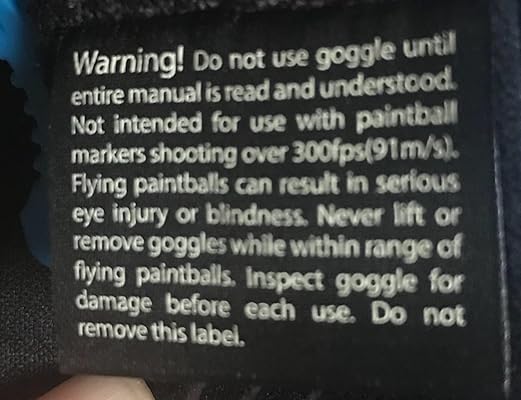 Warning! Do not use goggle until
entire manual is read and understood.
Not intended for use with paintball
markers shooting over 300fps(91m/s).
Flying paintballs can result in serious
eye injury or blindness. Never lift or
remove goggles while within range of
flying paintballs. Inspect goggle for
damage before each use. Do not
remove this label.